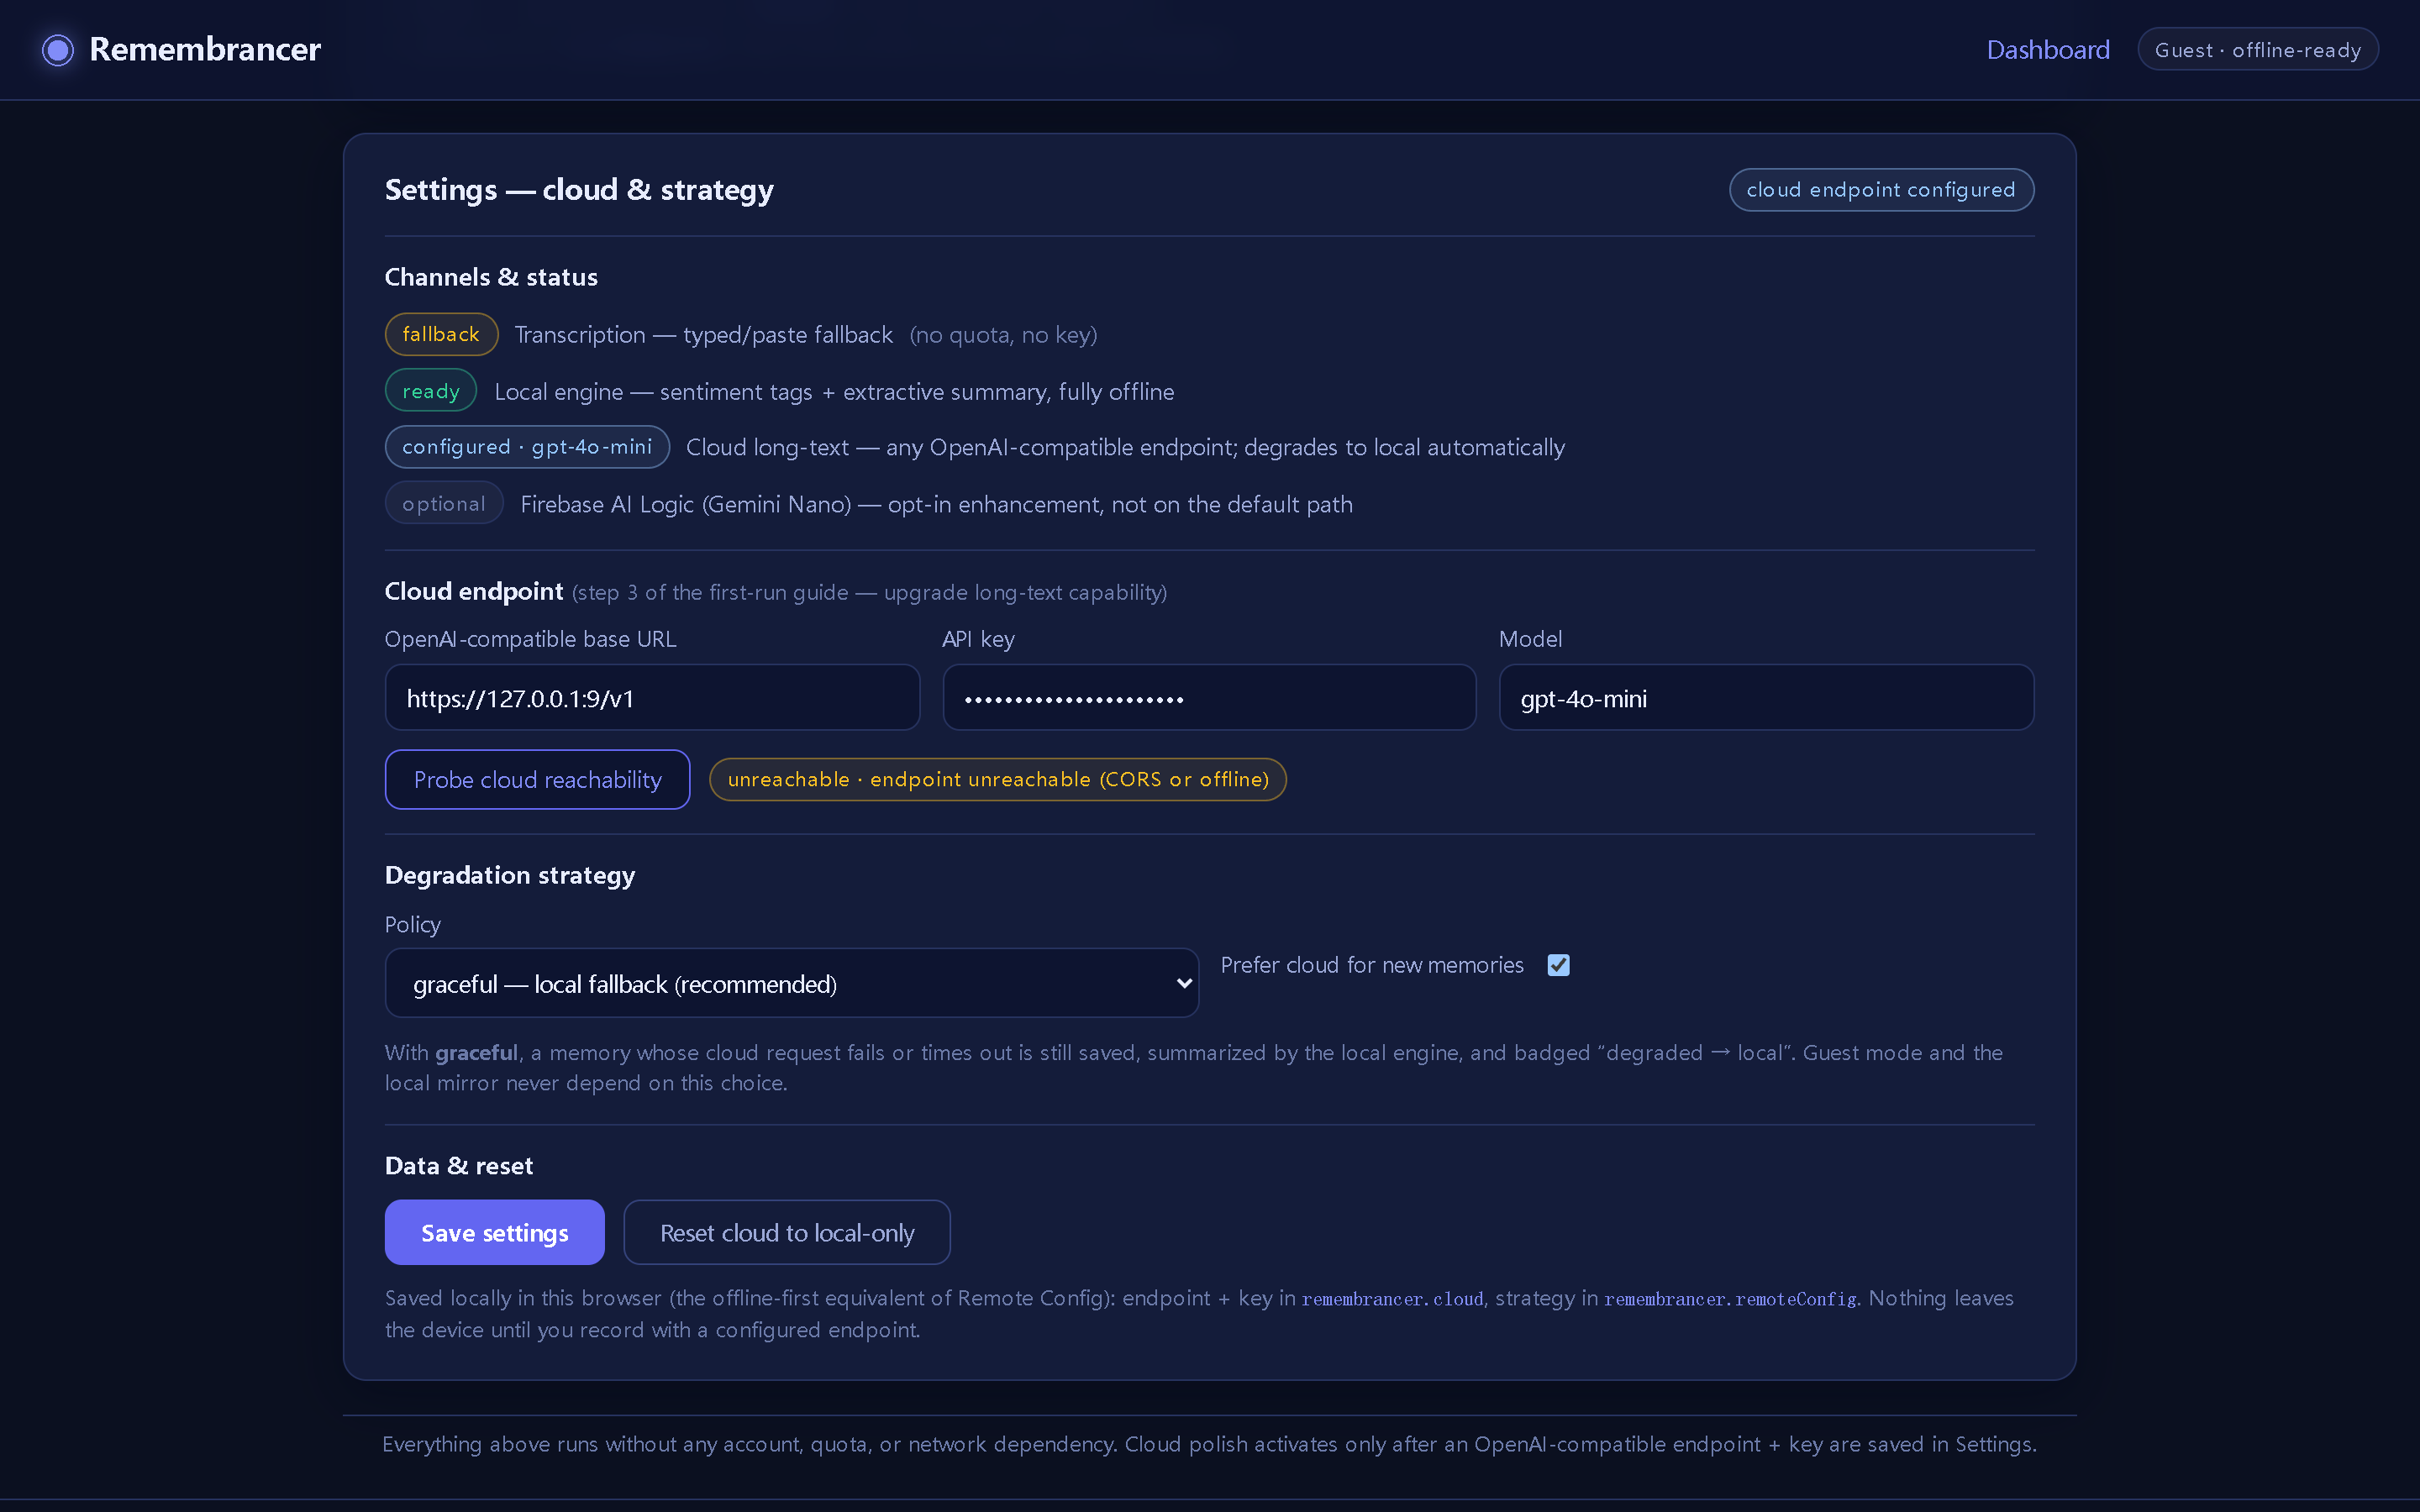 Remembrancer
Dashboard
Guest · offline-ready
Settings — cloud & strategy
cloud endpoint configured
Channels & status
fallback Transcription — typed/paste fallback (no quota, no key)
ready Local engine — sentiment tags + extractive summary, fully offline
configured · gpt-4o-mini Cloud long-text — any OpenAI-compatible endpoint; degrades to local automatically
optional Firebase AI Logic (Gemini Nano) — opt-in enhancement, not on the default path
Cloud endpoint (step 3 of the first-run guide — upgrade long-text capability)
OpenAI-compatible base URL
API key
Model
https://127.0.0.1:9/v1
••••••••••••••••••••••
gpt-4o-mini
Probe cloud reachability
unreachable · endpoint unreachable (CORS or offline)
Degradation strategy
Policy
graceful — local fallback (recommended)
Prefer cloud for new memories
With graceful, a memory whose cloud request fails or times out is still saved, summarized by the local engine, and badged “degraded → local”. Guest mode and the
local mirror never depend on this choice.
Data & reset
Save settings
Reset cloud to local-only
Saved locally in this browser (the offline-first equivalent of Remote Config): endpoint + key in remembrancer.cloud, strategy in remembrancer.remoteConfig. Nothing leaves
the device until you record with a configured endpoint.
Everything above runs without any account, quota, or network dependency. Cloud polish activates only after an OpenAI-compatible endpoint + key are saved in Settings.